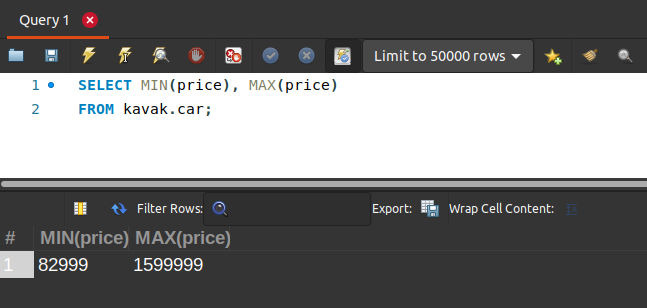 Query 1
Limit to 50000 rows
1 SELECT MIN(price), MAX(price)
2 FROM kavak.car;
Filter Rows: Export: Wrap Cell Content:
# MIN(price) MAX(price)
1 82999 1599999